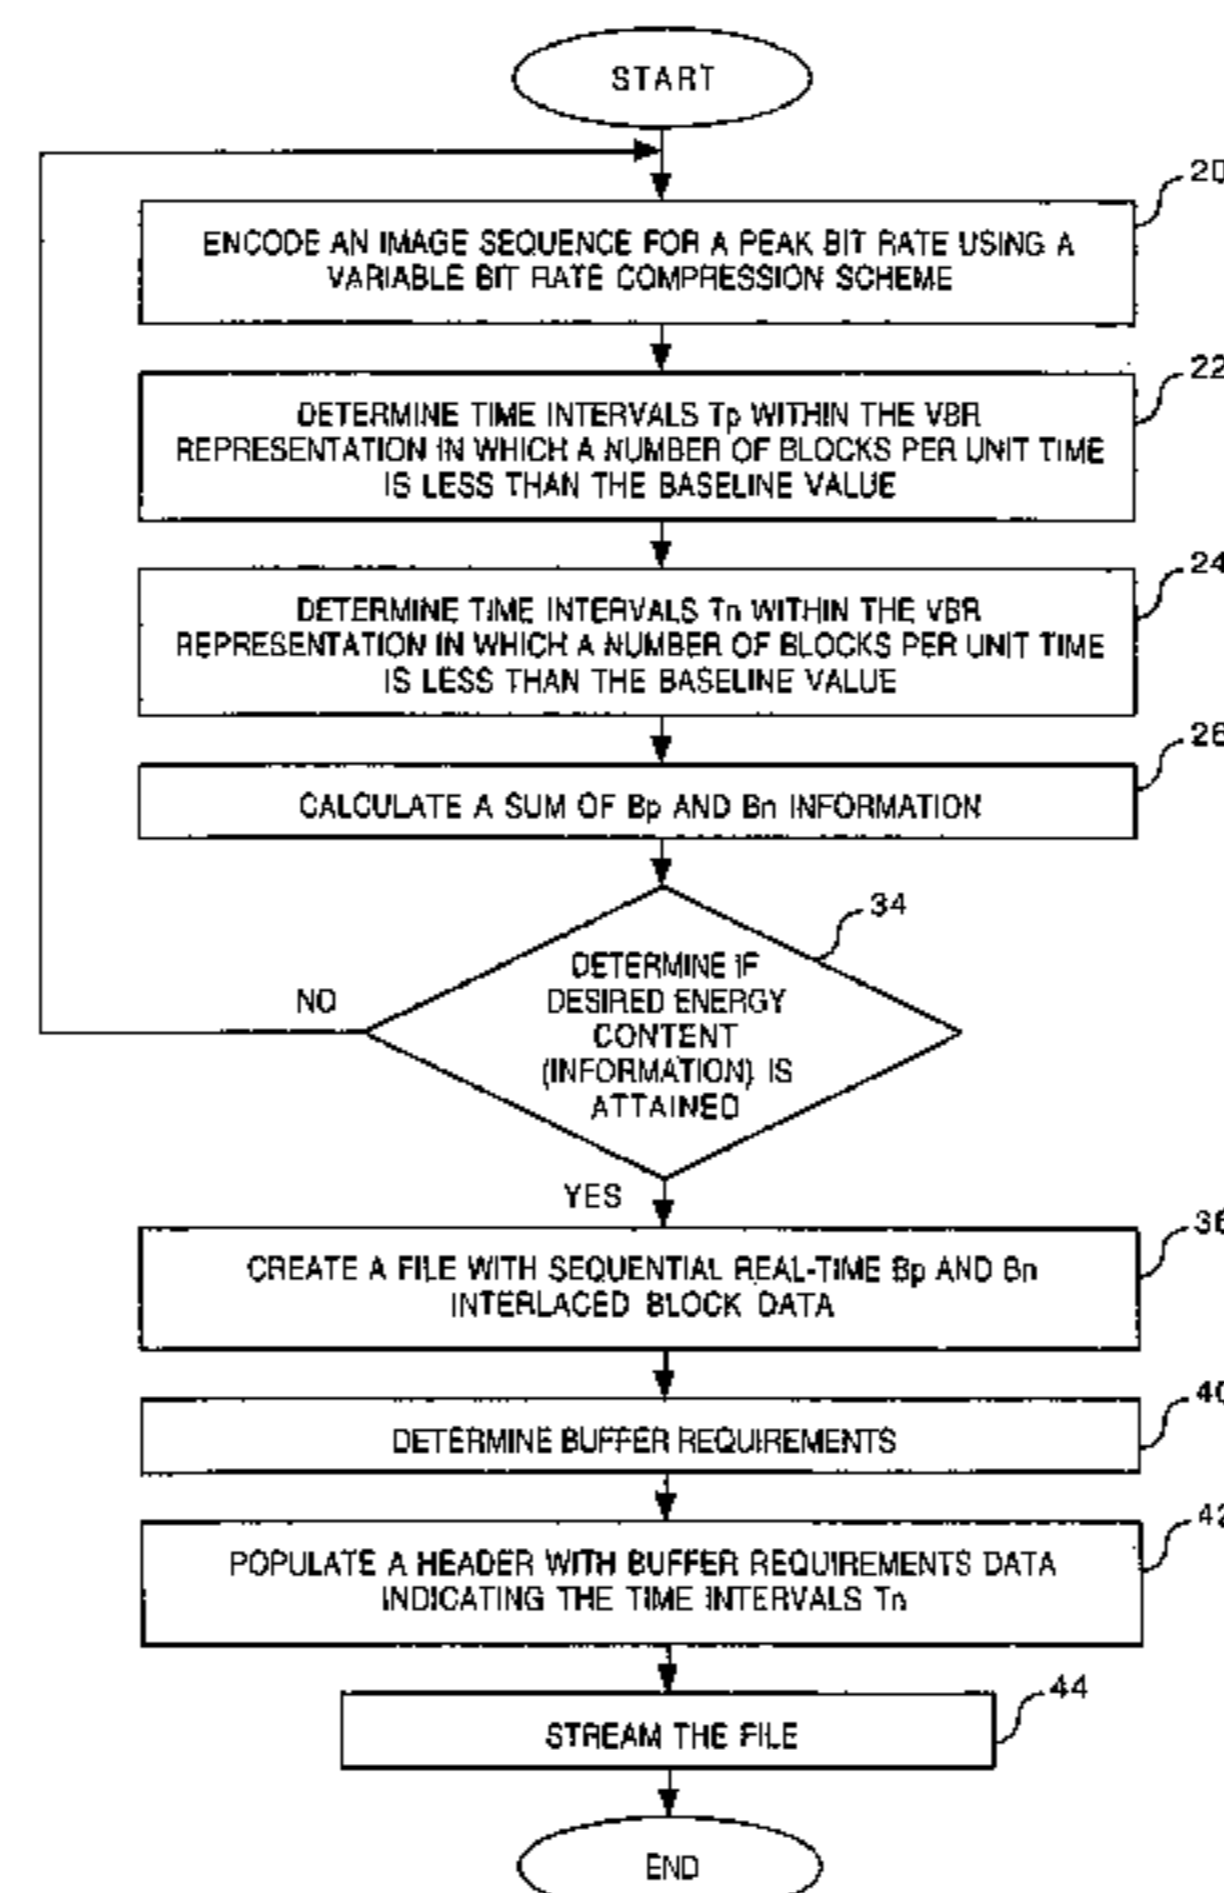 START
20
ENCODE AN IMAGE SEQUENCE FOR A PEAK BIT RATE USING A
VARIABLE BIT RATE COMPRESSION SCHEME
22
DETERMINE TIME INTERVALS Tp WITHIN THE VBR
REPRESENTATION IN WHICH A NUMBER OF BLOCKS PER UNIT TIME
IS LESS THAN THE BASELINE VALUE
24
DETERMINE TIME INTERVALS Tn WITHIN THE VBR
REPRESENTATION IN WHICH A NUMBER OF BLOCKS PER UNIT TIME
IS LESS THAN THE BASELINE VALUE
26
CALCULATE A SUM OF Bp AND Bn INFORMATION
34
DETERMINE IF
DESIRED ENERGY
CONTENT
(INFORMATION) IS
ATTAINED
NO
YES
36
CREATE A FILE WITH SEQUENTIAL REAL-TIME Bp AND Bn
INTERLACED BLOCK DATA
40
DETERMINE BUFFER REQUIREMENTS
42
POPULATE A HEADER WITH BUFFER REQUIREMENTS DATA
INDICATING THE TIME INTERVALS Tn
44
STREAM THE FILE
END